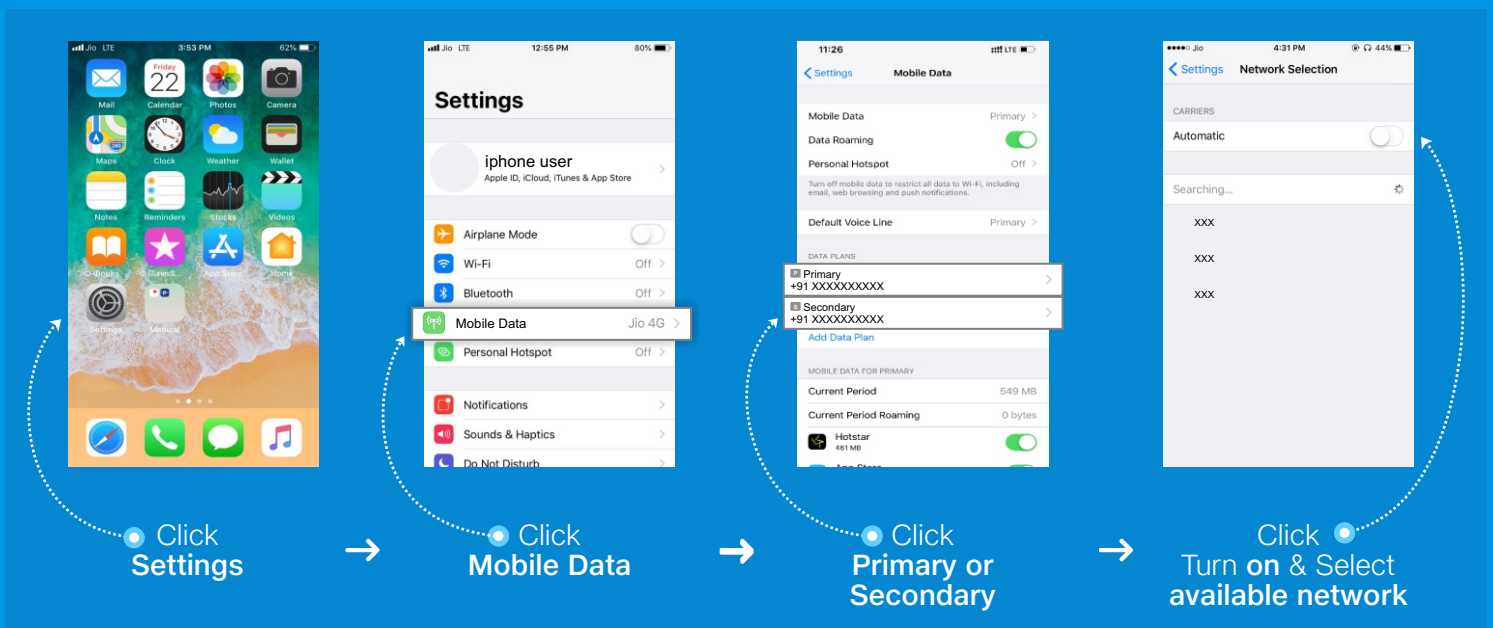 Jio LTE 3:53 PM 62%
Friday
22
Mail Calendar Photos Camera
280
Maps Clock Weather Wallet
Notes Reminders Stocks Videos
iBooks iTunes S... App Store Home
Settings Medical
Click
Settings
Jio LTE 12:55 PM 80%
Settings
iphone user
Apple ID, iCloud, iTunes & App Store
Airplane Mode
Wi-Fi Off
Bluetooth Off
Mobile Data Jio 4G
Personal Hotspot Off
Notifications
Sounds & Haptics
Do Not Disturb
Click
Mobile Data
11:26 LTE
Settings Mobile Data
Mobile Data Primary
Data Roaming
Personal Hotspot Off
Turn off mobile data to restrict all data to Wi-Fi, including
email, web browsing and push notifications.
Default Voice Line Primary
DATA PLANS
P Primary
+91 XXXXXXXXXX
S Secondary
+91 XXXXXXXXXX
Add Data Plan
MOBILE DATA FOR PRIMARY
Current Period 549 MB
Current Period Roaming 0 bytes
Hotstar
461 MB
App Store
Click
Primary or
Secondary
Jio 4:31 PM 44%
Settings Network Selection
CARRIERS
Automatic
Searching...
xxx
xxx
xxx
Click
Turn on & Select
available network